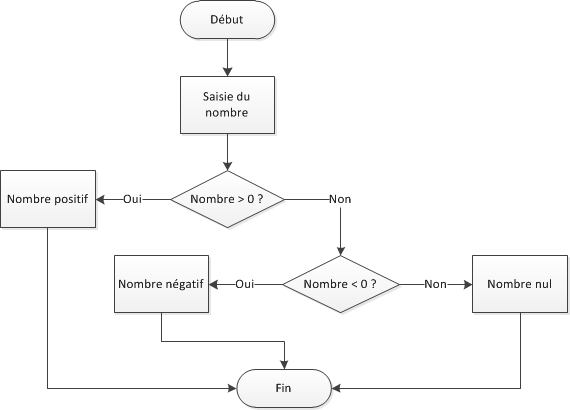 Début
Saisie du
nombre
Nombre positif
Oui
Nombre > 0 ?
Non
Nombre négatif
Oui
Nombre < 0 ?
Non
Nombre nul
Fin